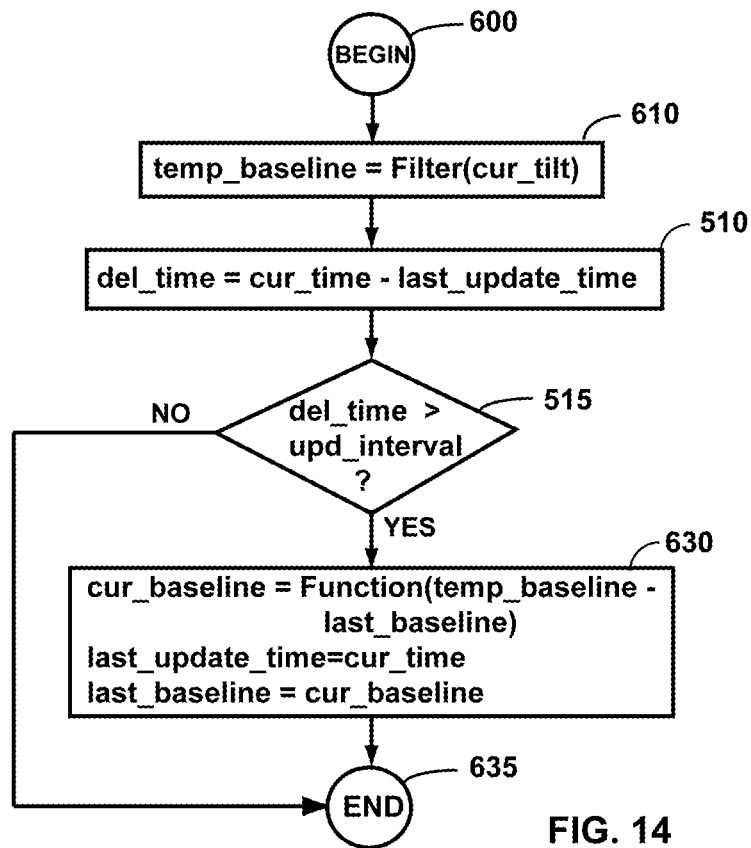 600
BEGIN
610
temp_baseline = Filter(cur_tilt)
510
del_time = cur_time - last_update_time
515
NO
del_time >
upd_interval
?
YES
630
cur_baseline = Function(temp_baseline -
last_baseline)
last_update_time=cur_time
last_baseline = cur_baseline
635
END
FIG. 14